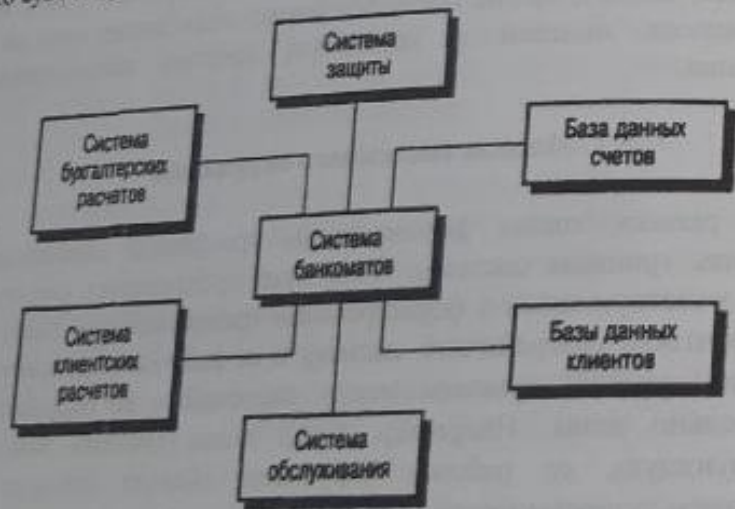 Система
защиты
Система
бухгалтерских
расчетов
База данных
счетов
Система
банкоматов
Система
клиентских
расчетов
Базы данных
клиентов
Система
обслуживания